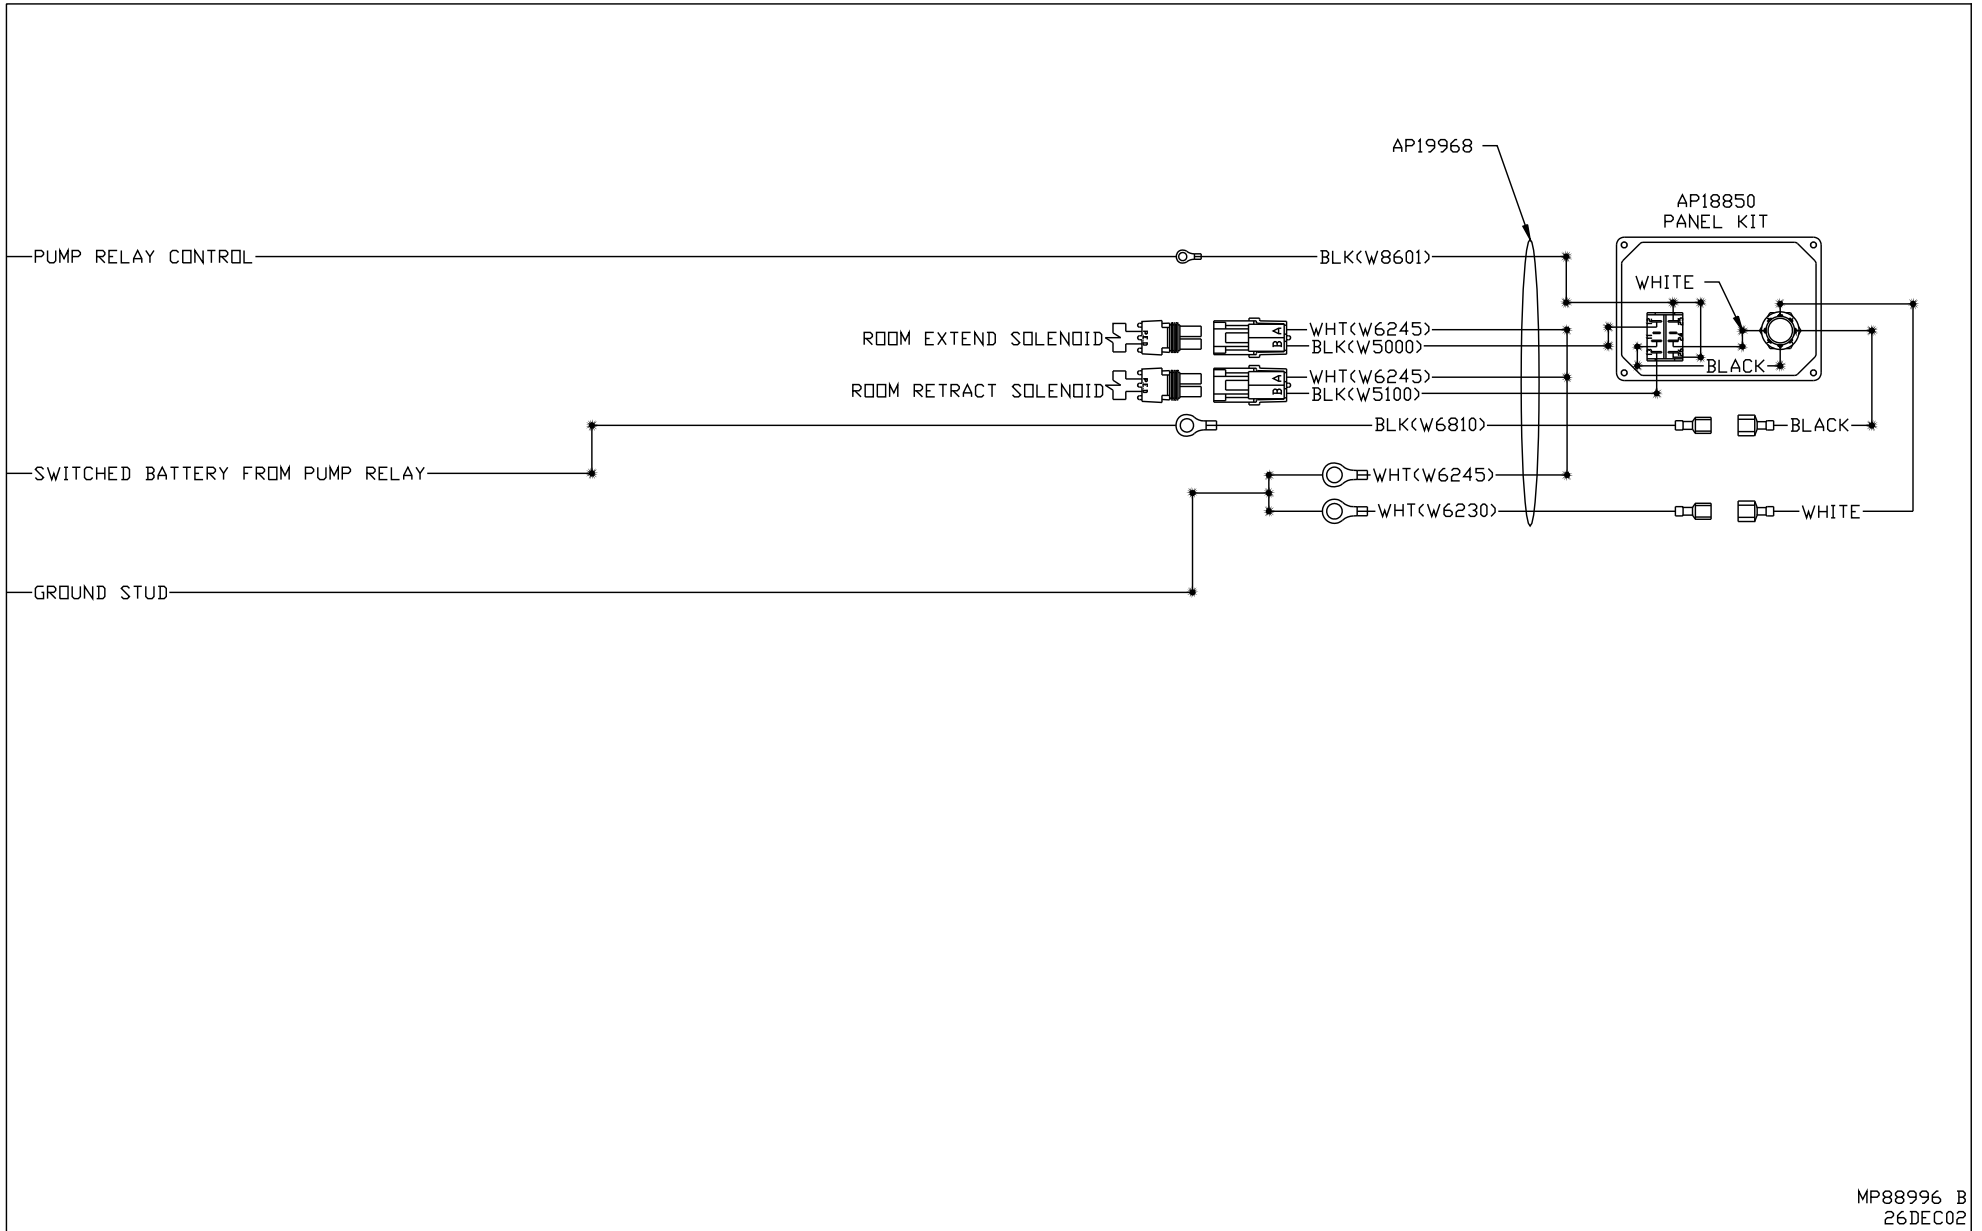 AP19968
AP18850
PANEL KIT
PUMP RELAY CONTROL
BLK(W8601)
WHITE
ROOM EXTEND SOLENOID
A
B
WHT(W6245)
BLK(W5000)
BLACK
ROOM RETRACT SOLENOID
A
B
WHT(W6245)
BLK(W5100)
BLK(W6810)
BLACK
SWITCHED BATTERY FROM PUMP RELAY
WHT(W6245)
WHT(W6230)
WHITE
GROUND STUD
MP88996 B
26DEC02